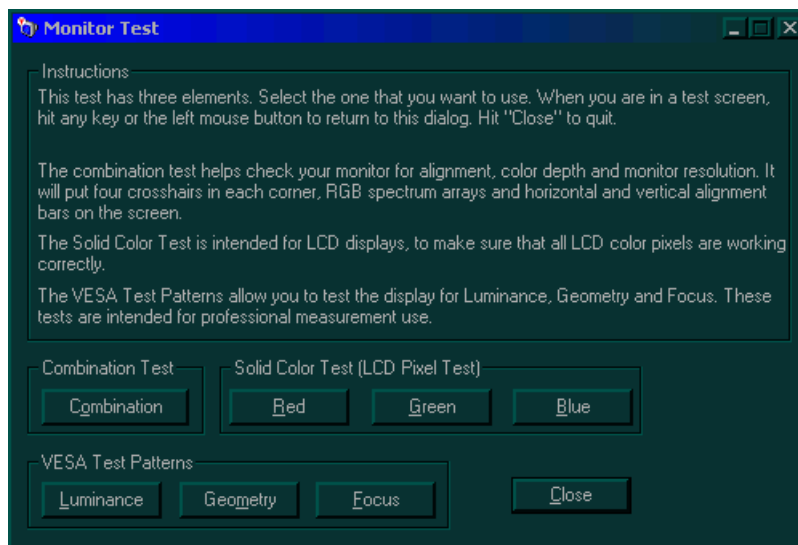 Monitor Test
Instructions
This test has three elements. Select the one that you want to use. When you are in a test screen,
hit any key or the left mouse button to return to this dialog. Hit "Close" to quit.
The combination test helps check your monitor for alignment, color depth and monitor resolution. It
will put four crosshairs in each corner, RGB spectrum arrays and horizontal and vertical alignment
bars on the screen.
The Solid Color Test is intended for LCD displays, to make sure that all LCD color pixels are working
correctly.
The VESA Test Patterns allow you to test the display for Luminance, Geometry and Focus. These
tests are intended for professional measurement use.
Combination Test
Combination
Solid Color Test (LCD Pixel Test)
Red
Green
Blue
VESA Test Patterns
Luminance
Geometry
Focus
Close